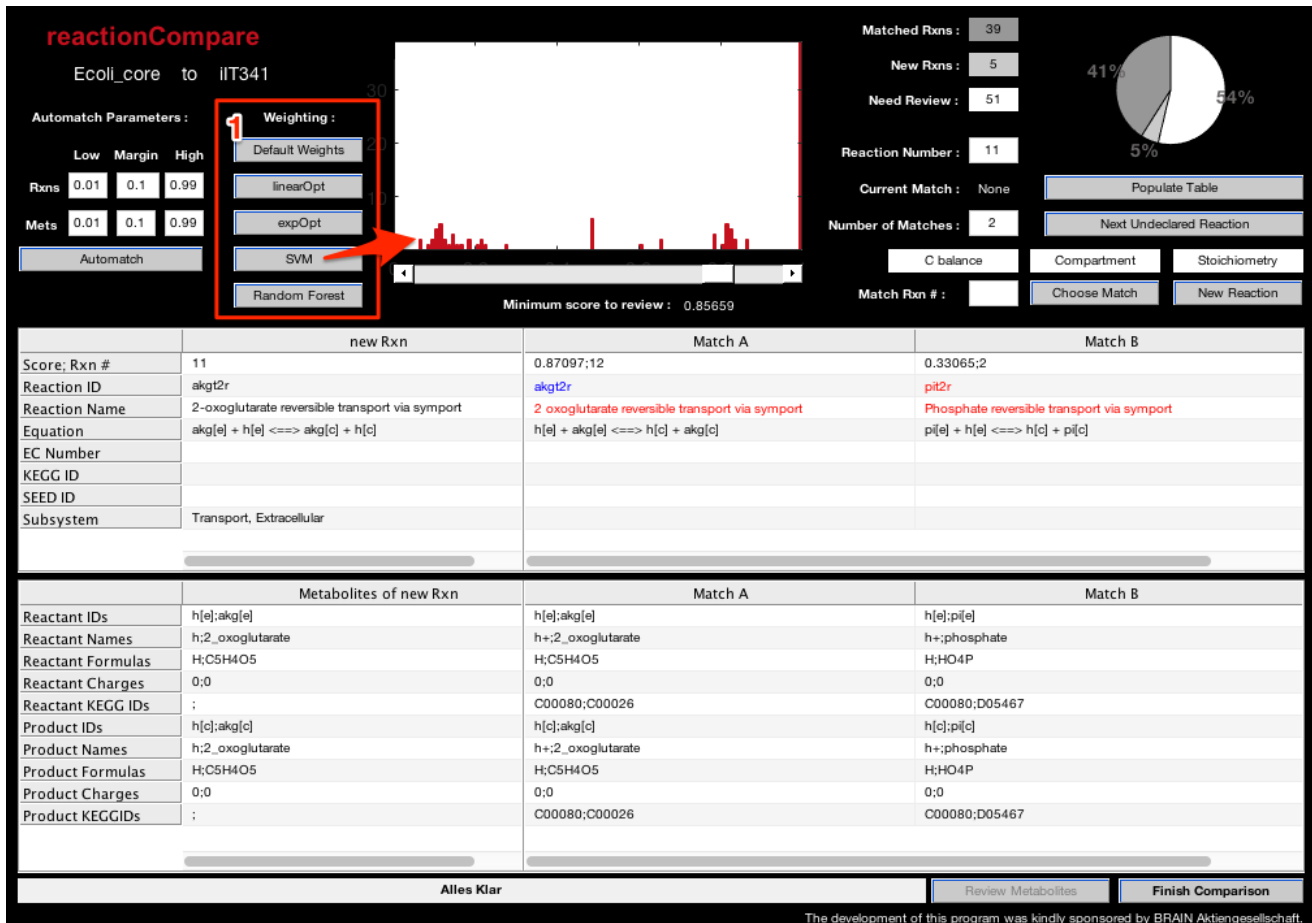 reactionCompare
Ecoli_core to iIT341
Automatch Parameters :
Low Margin High
Rxns 0.01 0.1 0.99
Mets 0.01 0.1 0.99
Automatch
1
Weighting :
Default Weights
linearOpt
expOpt
SVM
Random Forest
30
20
10
Minimum score to review : 0.85659
Matched Rxns : 39
New Rxns : 5
Need Review : 51
41%
54%
5%
Reaction Number : 11
Current Match : None
Populate Table
Number of Matches : 2
Next Undeclared Reaction
C balance Compartment Stoichiometry
Match Rxn # : Choose Match New Reaction
new Rxn Match A Match B
Score; Rxn # 11 0.87097;12 0.33065;2
Reaction ID akgt2r akgt2r pit2r
Reaction Name 2-oxoglutarate reversible transport via symport 2 oxoglutarate reversible transport via symport Phosphate reversible transport via symport
Equation akg[e] + h[e] <==> akg[c] + h[c] h[e] + akg[e] <==> h[c] + akg[c] pi[e] + h[e] <==> h[c] + pi[c]
EC Number
KEGG ID
SEED ID
Subsystem Transport, Extracellular
Metabolites of new Rxn Match A Match B
Reactant IDs h[e];akg[e] h[e];akg[e] h[e];pi[e]
Reactant Names h;2_oxoglutarate h+;2_oxoglutarate h+;phosphate
Reactant Formulas H;C5H4O5 H;C5H4O5 H;HO4P
Reactant Charges 0;0 0;0 0;0
Reactant KEGG IDs ; C00080;C00026 C00080;D05467
Product IDs h[c];akg[c] h[c];akg[c] h[c];pi[c]
Product Names h;2_oxoglutarate h+;2_oxoglutarate h+;phosphate
Product Formulas H;C5H4O5 H;C5H4O5 H;HO4P
Product Charges 0;0 0;0 0;0
Product KEGGIDs ; C00080;C00026 C00080;D05467
Alles Klar
Review Metabolites
Finish Comparison
The development of this program was kindly sponsored by BRAIN Aktiengesellschaft.